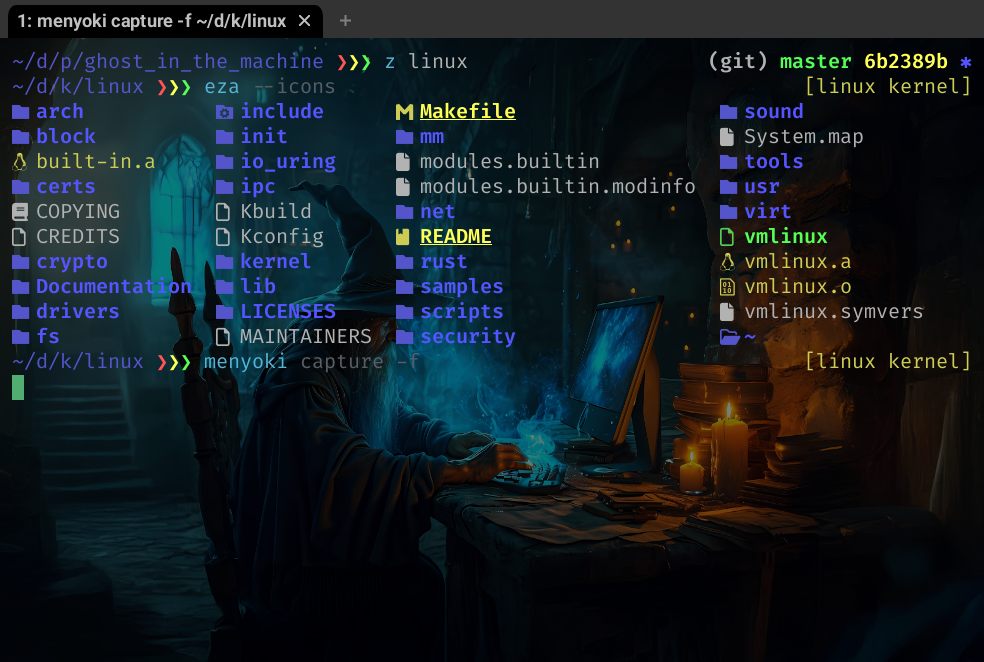 1: menyoki capture -f ~/d/k/linux × +
~/d/p/ghost_in_the_machine ❯❯❯ z linux (git) master 6b2389b *
~/d/k/linux ❯❯❯ eza --icons [linux kernel]
arch include Makefile sound
block init mm System.map
built-in.a io_uring modules.builtin tools
certs ipc modules.builtin.modinfo usr
COPYING Kbuild net virt
CREDITS Kconfig README vmlinux
crypto kernel rust vmlinux.a
Documentation lib samples vmlinux.o
drivers LICENSES scripts vmlinux.symvers
fs MAINTAINERS security ~
~/d/k/linux ❯❯❯ menyoki capture -f [linux kernel]